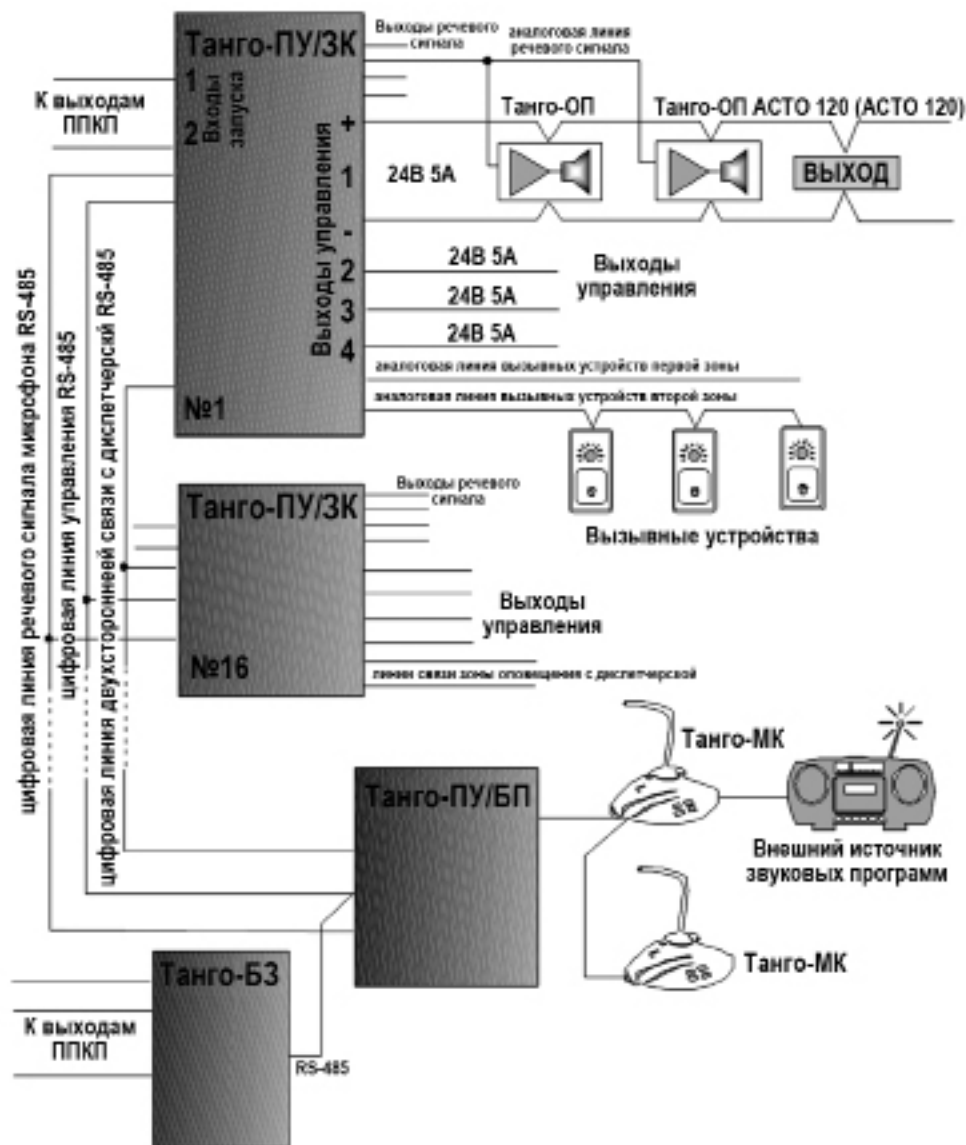 Танго-ПУ/ЗК
Выходы речевого
сигнала
аналоговая линия
речевого сигнала
1
К выходам
ППКП
2
Входы
запуска
Танго-ОП
Танго-ОП АСТО 120 (АСТО 120)
+
1
24В 5А
ВЫХОД
-
Выходы управления
2
24В 5А
Выходы
управления
3
24В 5А
4
24В 5А
аналоговая линия вызывных устройств первой зоны
аналоговая линия вызывных устройств второй зоны
№1
Вызывные устройства
цифровая линия речевого сигнала микрофона RS-485
цифровая линия управления RS-485
цифровая линия двухсторонней связи с диспетчерскй RS-485
Танго-ПУ/ЗК
Выходы речевого
сигнала
Выходы
управления
№16
линии связи зоны оповещения с диспетчерской
Танго-ПУ/БП
Танго-МК
Внешний источник
звуковых программ
Танго-МК
Танго-БЗ
К выходам
ППКП
RS-485